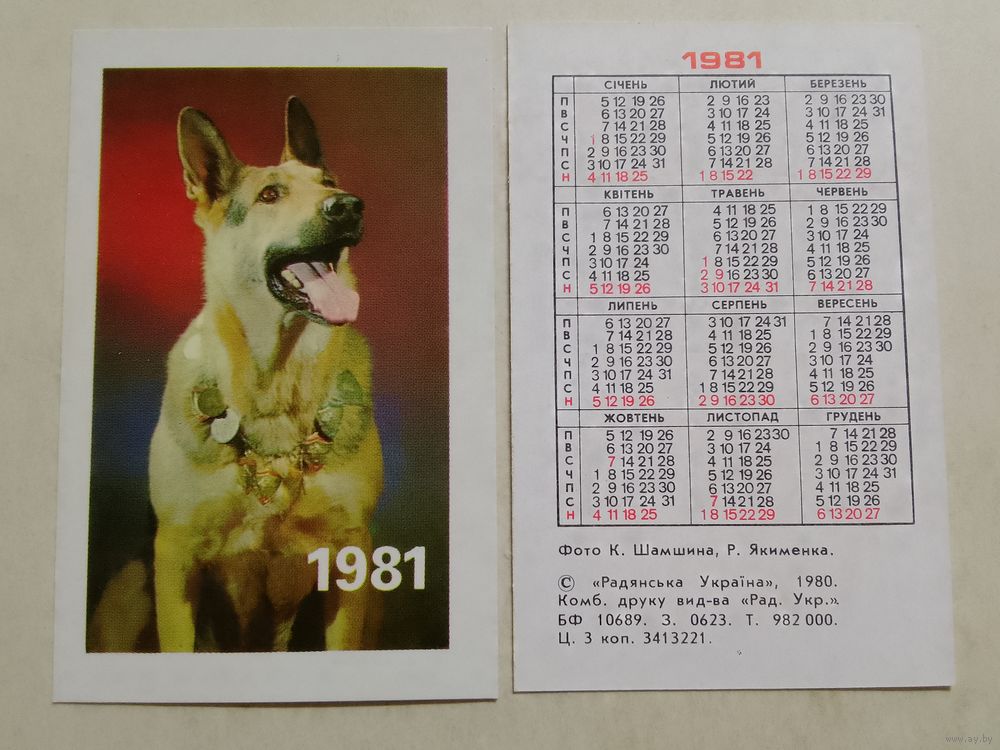 1981
1981
СІЧЕНЬ ЛЮТИЙ БЕРЕЗЕНЬ
П 5 12 19 26 2 9 16 23 2 9 16 23 30
В 6 13 20 27 3 10 17 24 3 10 17 24 31
С 7 14 21 28 4 11 18 25 4 11 18 25
Ч 1 8 15 22 29 5 12 19 26 5 12 19 26
П 2 9 16 23 30 6 13 20 27 6 13 20 27
С 3 10 17 24 31 7 14 21 28 7 14 21 28
Н 4 11 18 25 1 8 15 22 1 8 15 22 29
КВІТЕНЬ ТРАВЕНЬ ЧЕРВЕНЬ
П 6 13 20 27 4 11 18 25 1 8 15 22 29
В 7 14 21 28 5 12 19 26 2 9 16 23 30
С 1 8 15 22 29 6 13 20 27 3 10 17 24
Ч 2 9 16 23 30 7 14 21 28 4 11 18 25
П 3 10 17 24 1 8 15 22 29 5 12 19 26
С 4 11 18 25 2 9 16 23 30 6 13 20 27
Н 5 12 19 26 3 10 17 24 31 7 14 21 28
ЛИПЕНЬ СЕРПЕНЬ ВЕРЕСЕНЬ
П 6 13 20 27 3 10 17 24 31 7 14 21 28
В 7 14 21 28 4 11 18 25 1 8 15 22 29
С 1 8 15 22 29 5 12 19 26 2 9 16 23 30
Ч 2 9 16 23 30 6 13 20 27 3 10 17 24
П 3 10 17 24 31 7 14 21 28 4 11 18 25
С 4 11 18 25 1 8 15 22 29 5 12 19 26
Н 5 12 19 26 2 9 16 23 30 6 13 20 27
ЖОВТЕНЬ ЛИСТОПАД ГРУДЕНЬ
П 5 12 19 26 2 9 16 23 30 7 14 21 28
В 6 13 20 27 3 10 17 24 1 8 15 22 29
С 7 14 21 28 4 11 18 25 2 9 16 23 30
Ч 1 8 15 22 29 5 12 19 26 3 10 17 24 31
П 2 9 16 23 30 6 13 20 27 4 11 18 25
С 3 10 17 24 31 7 14 21 28 5 12 19 26
Н 4 11 18 25 1 8 15 22 29 6 13 20 27
Фото К. Шамшина, Р. Якименка.
© «Радянська Україна», 1980.
Комб. друку вид-ва «Рад. Укр.».
БФ 10689. З. 0623. Т. 982 000.
Ц. 3 коп. 3413221.
www.ay.by